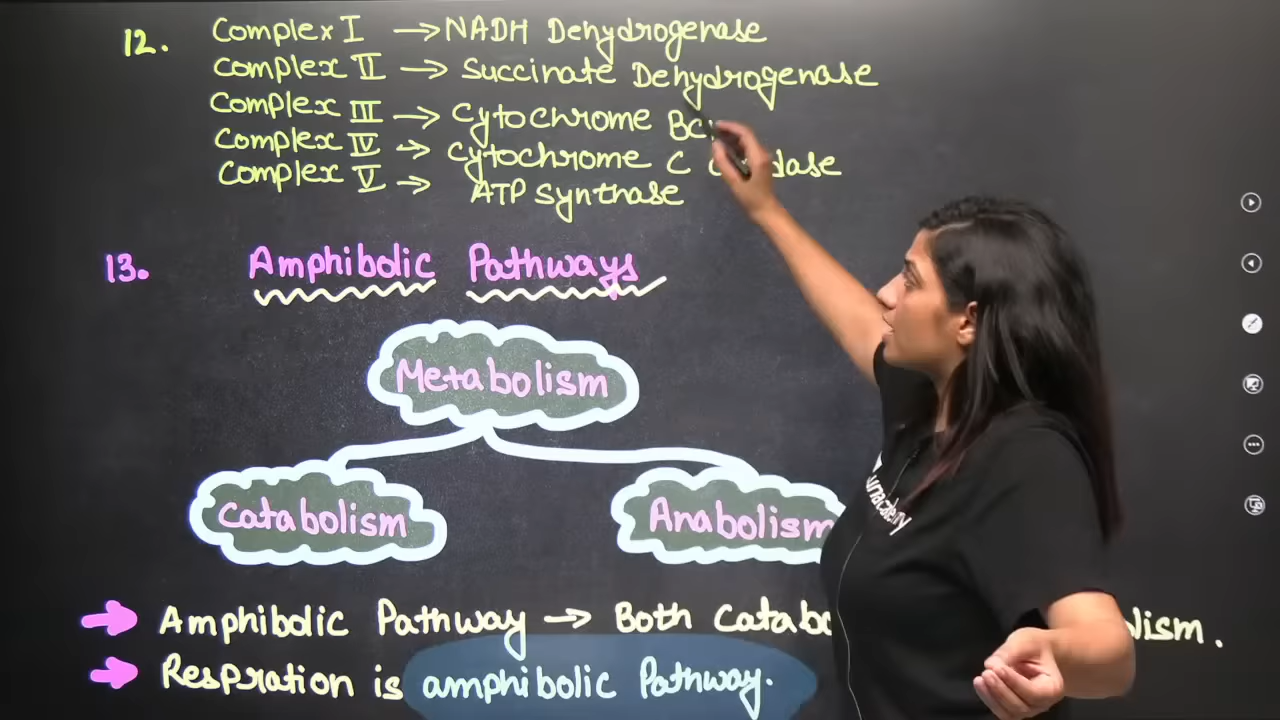 12. Complex I → NADH Dehydrogenase
Complex II → Succinate Dehydrogenase
Complex III → Cytochrome BC
Complex IV → Cytochrome C
Complex V → ATP Synthase
13. Amphibolic Pathways
Metabolism
Catabolism Anabolism
→ Amphibolic Pathway → Both
→ Respration is amphibolic Pathway.